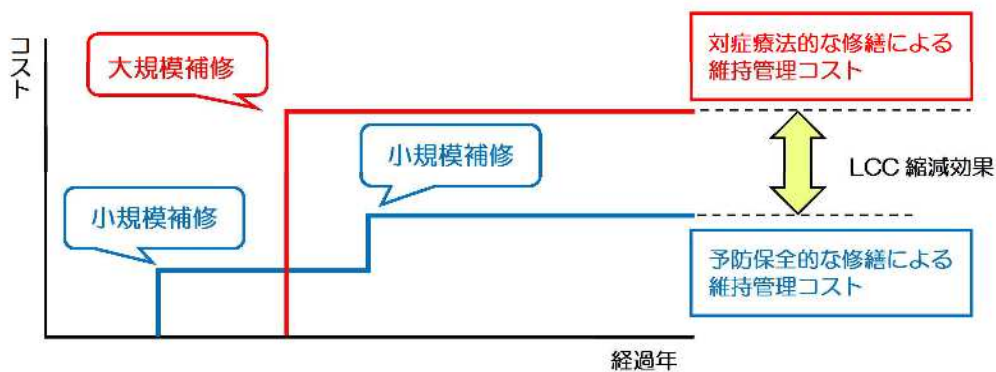 コスト
大規模補修
小規模補修
小規模補修
対症療法的な修繕による
維持管理コスト
LCC 縮減効果
予防保全的な修繕による
維持管理コスト
経過年